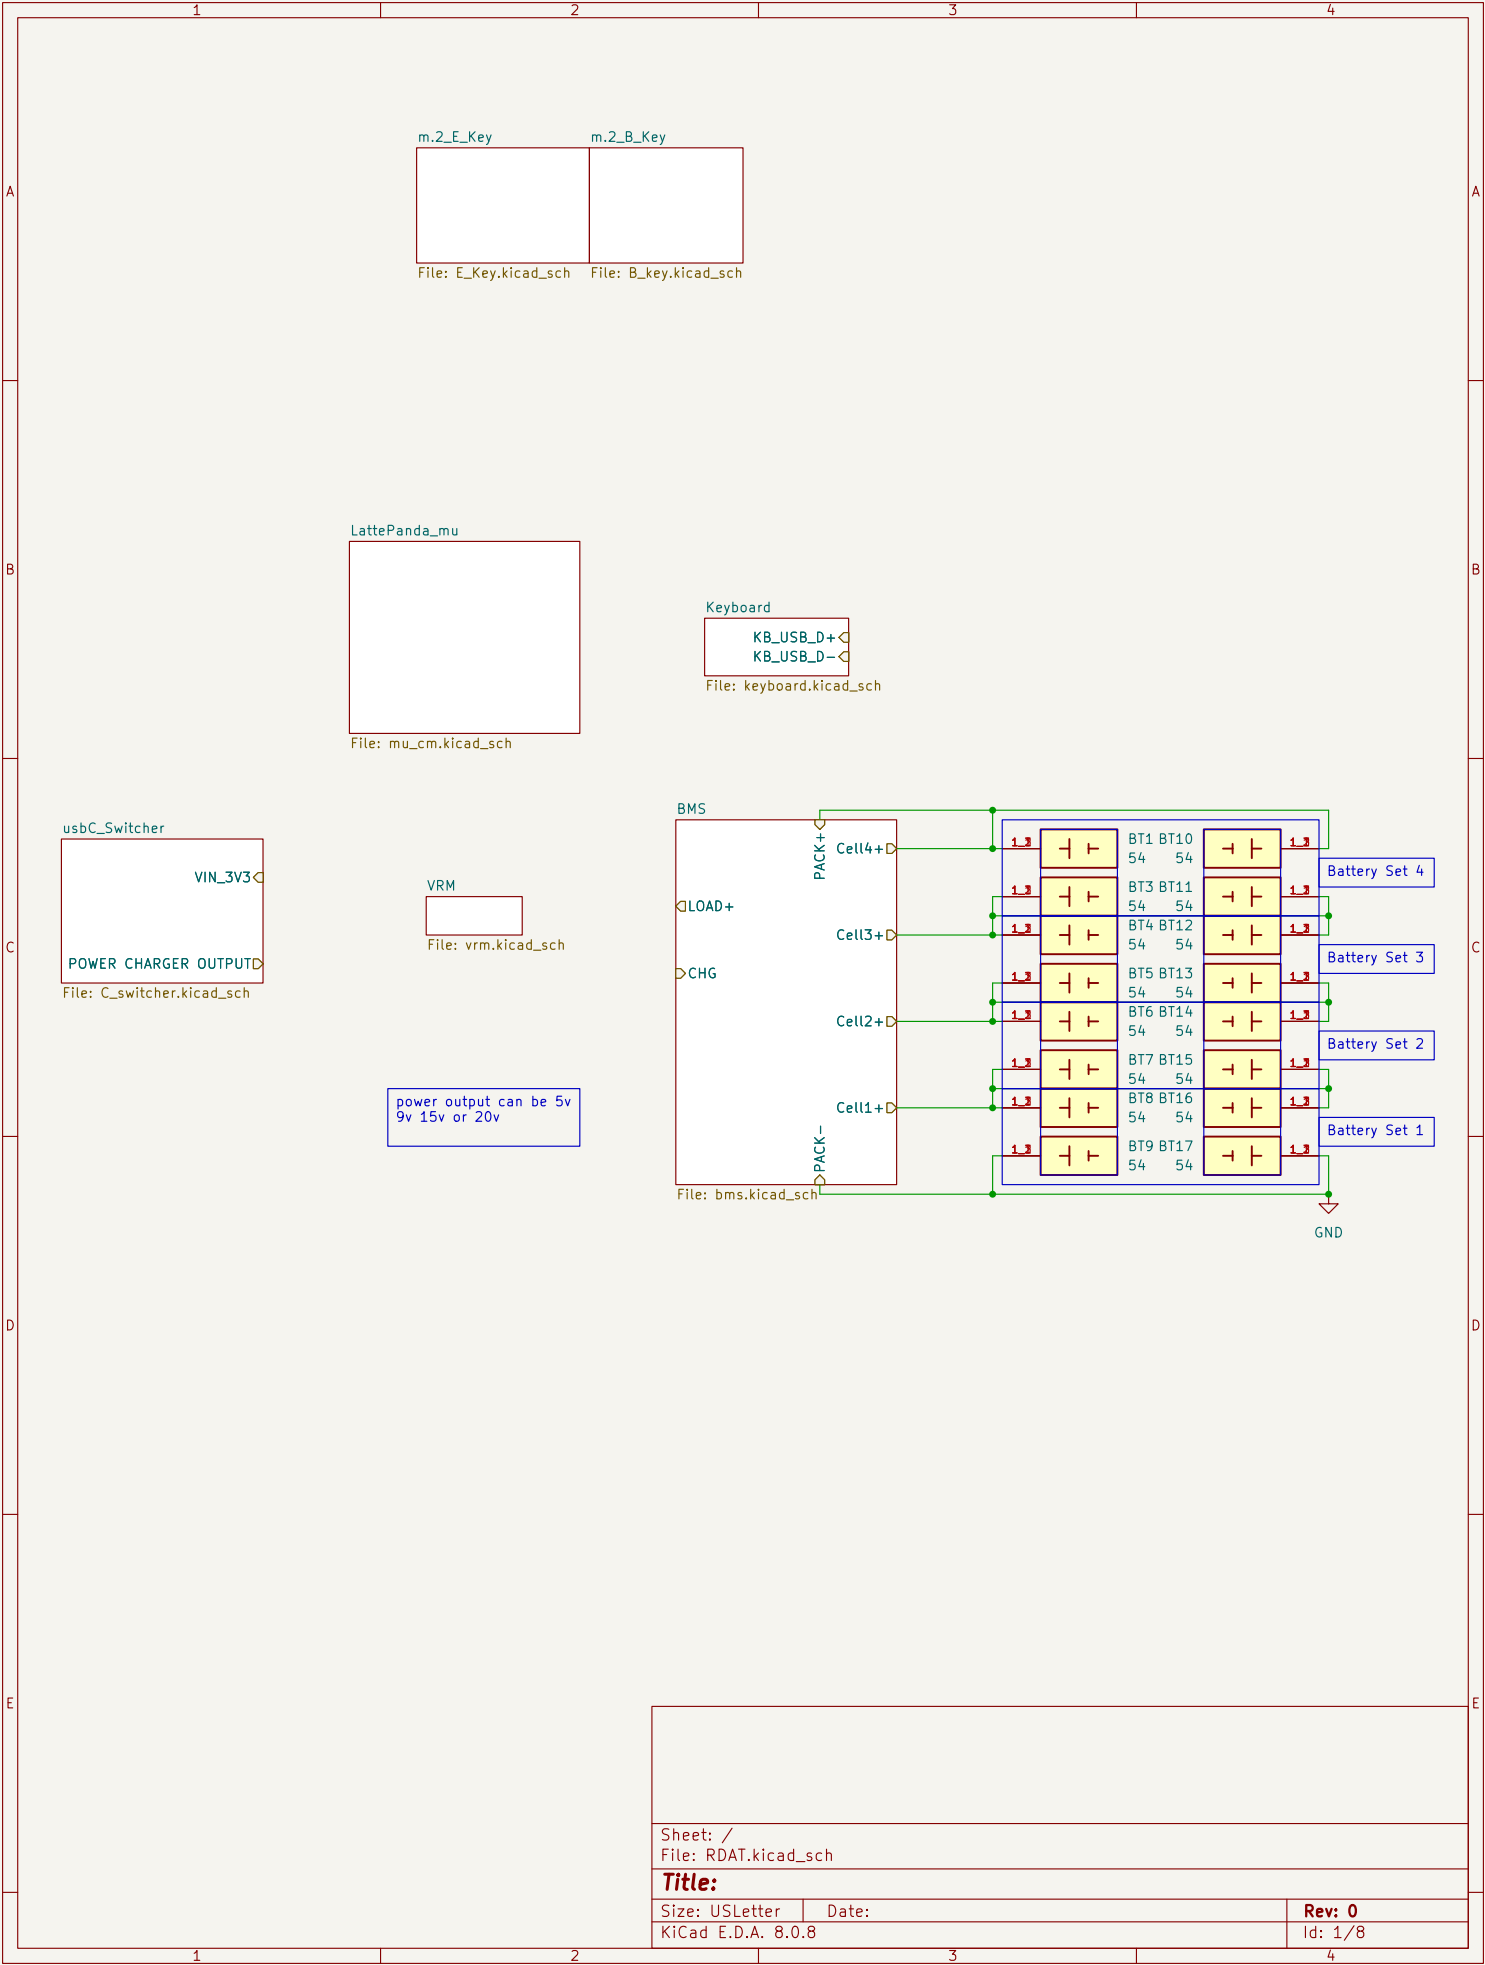 1 2 3 4
m.2_E_Key m.2_B_Key
A A
File: E_Key.kicad_sch File: B_key.kicad_sch
LattePanda_mu
B B
Keyboard
KB_USB_D+
KB_USB_D-
File: keyboard.kicad_sch
File: mu_cm.kicad_sch
usbC_Switcher
VIN_3V3
POWER CHARGER OUTPUT
File: C_switcher.kicad_sch
VRM
File: vrm.kicad_sch
power output can be 5v
9v 15v or 20v
BMS
PACK+
LOAD+
CHG
PACK-
Cell4+
Cell3+
Cell2+
Cell1+
File: bms.kicad_sch
BT1 BT10
54 54
Battery Set 4
BT3 BT11
54 54
BT4 BT12
54 54
C C
Battery Set 3
BT5 BT13
54 54
BT6 BT14
54 54
Battery Set 2
BT7 BT15
54 54
BT8 BT16
54 54
Battery Set 1
BT9 BT17
54 54
GND
D D
E E
Sheet: /
File: RDAT.kicad_sch
Title:
Size: USLetter Date: Rev: 0
KiCad E.D.A. 8.0.8 Id: 1/8
1 2 3 4